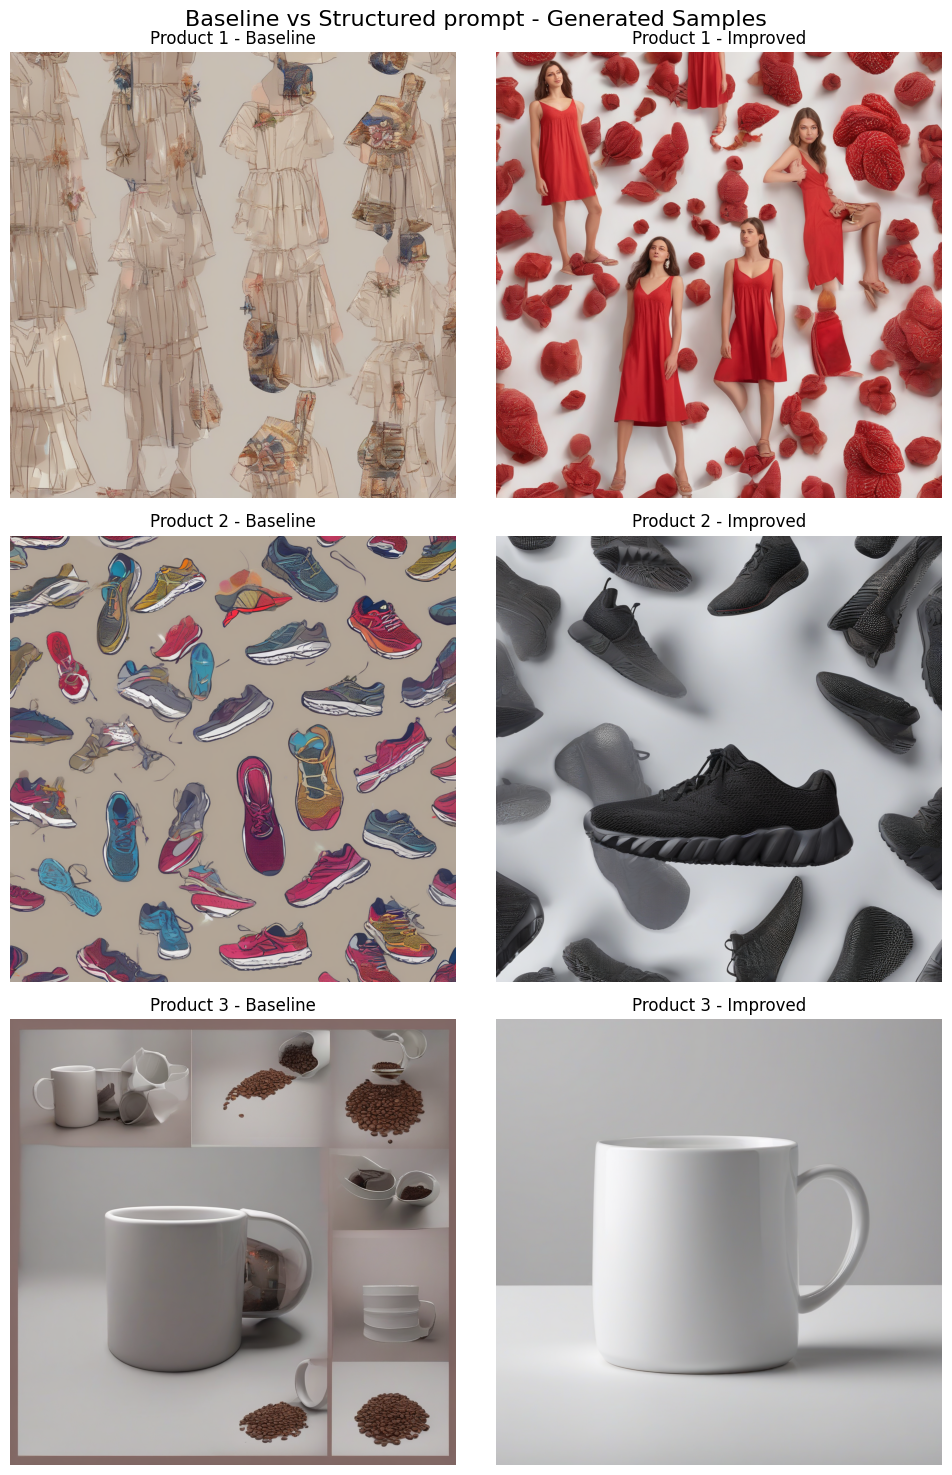 Baseline vs Structured prompt - Generated Samples
Product 1 - Baseline
Product 1 - Improved
Product 2 - Baseline
Product 2 - Improved
Product 3 - Baseline
Product 3 - Improved